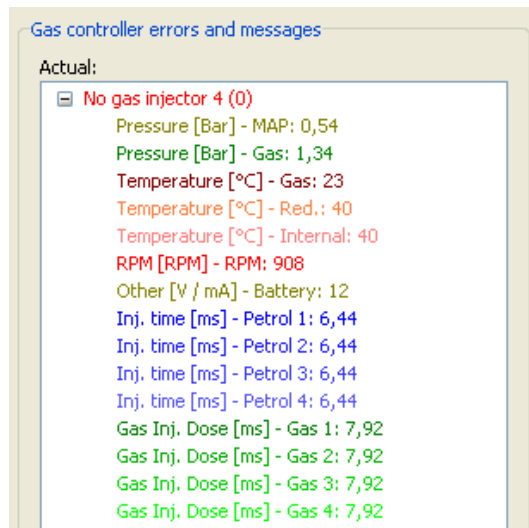 Gas controller errors and messages
Actual:
No gas injector 4 (0)
Pressure [Bar] - MAP: 0,54
Pressure [Bar] - Gas: 1,34
Temperature [°C] - Gas: 23
Temperature [°C] - Red.: 40
Temperature [°C] - Internal: 40
RPM [RPM] - RPM: 908
Other [V / mA] - Battery: 12
Inj. time [ms] - Petrol 1: 6,44
Inj. time [ms] - Petrol 2: 6,44
Inj. time [ms] - Petrol 3: 6,44
Inj. time [ms] - Petrol 4: 6,44
Gas Inj. Dose [ms] - Gas 1: 7,92
Gas Inj. Dose [ms] - Gas 2: 7,92
Gas Inj. Dose [ms] - Gas 3: 7,92
Gas Inj. Dose [ms] - Gas 4: 7,92